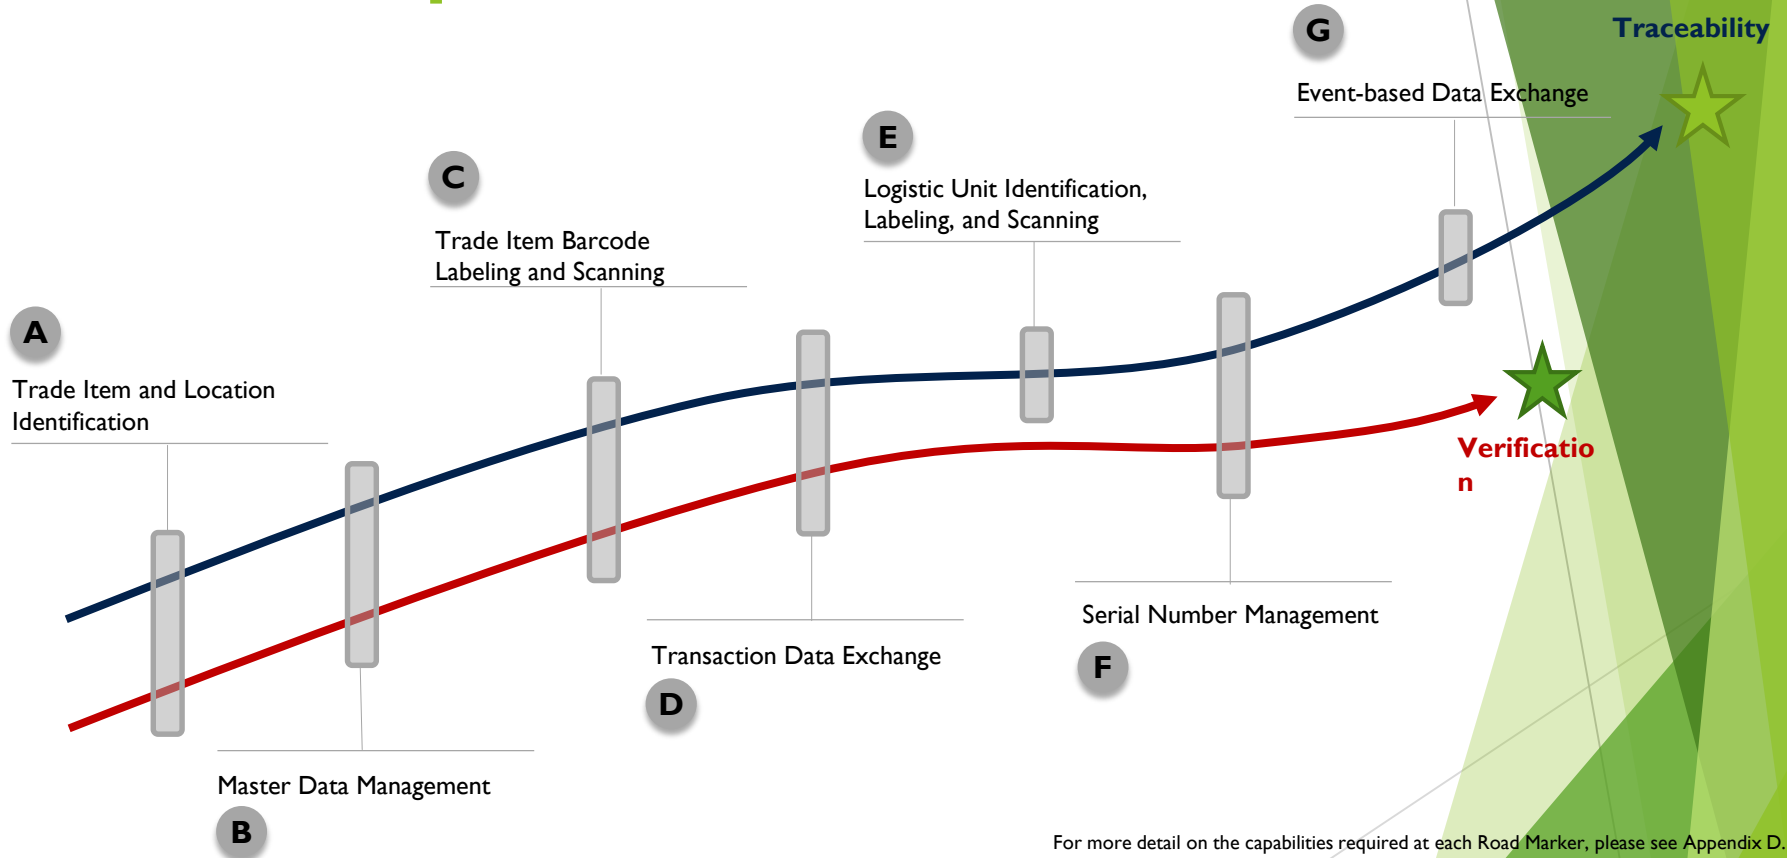 A
Trade Item and Location
Identification
Master Data Management
B
C
Trade Item Barcode
Labeling and Scanning
Transaction Data Exchange
D
E
Logistic Unit Identification,
Labeling, and Scanning
Serial Number Management
F
G
Event-based Data Exchange
Traceability
Verificatio
n
For more detail on the capabilities required at each Road Marker, please see Appendix D.